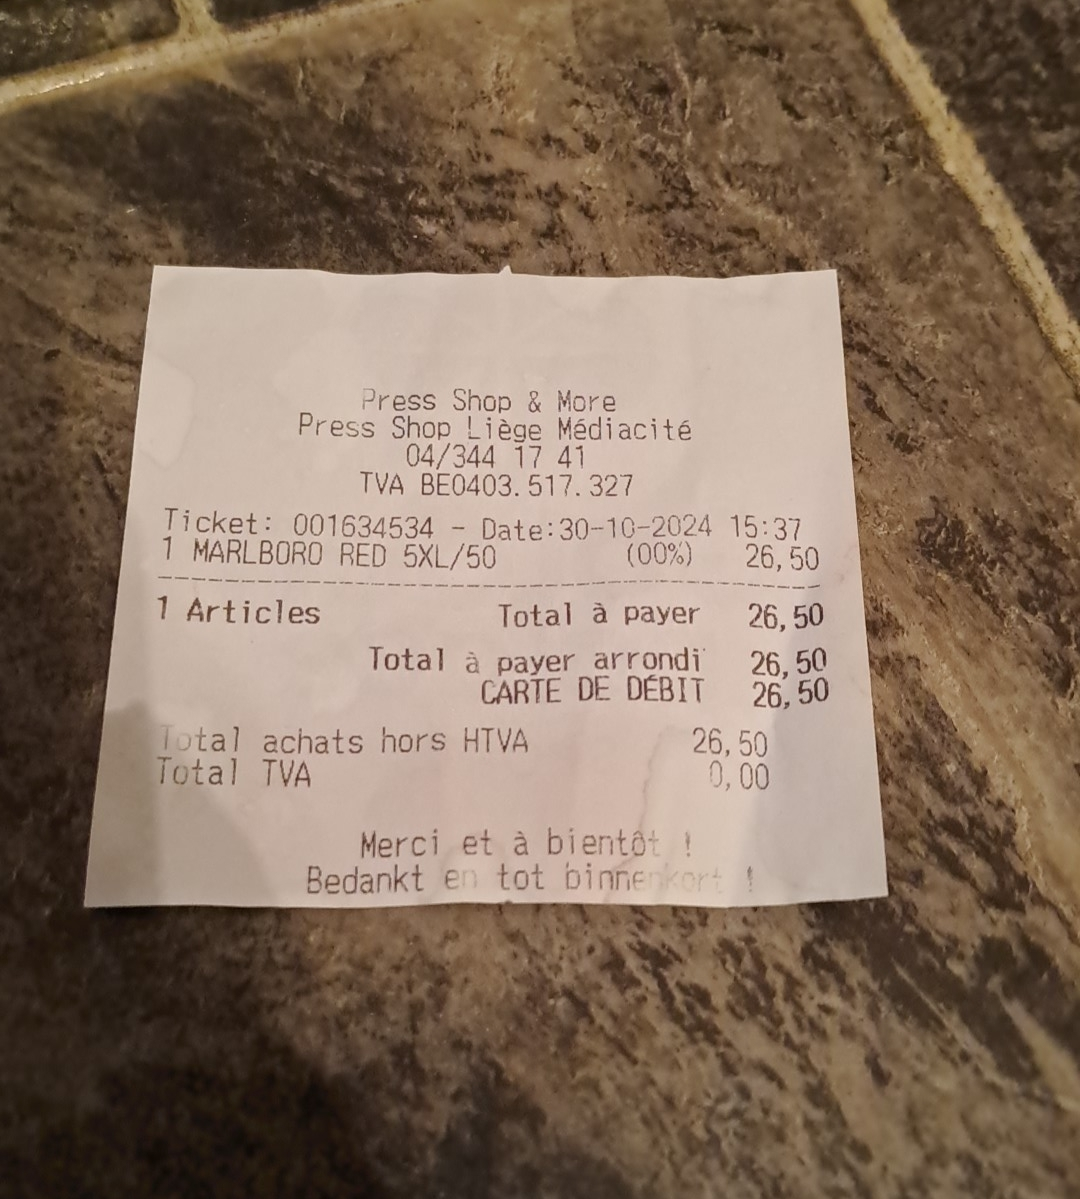 Press Shop & More
Press Shop Liège Médiacité
04/344 17 41
TVA BE0403.517.327
Ticket: 001634534 - Date:30-10-2024 15:37
1 MARLBORO RED 5XL/50 (00%) 26,50
1 Articles Total à payer 26,50
Total à payer arrondi 26,50
CARTE DE DÉBIT 26,50
Total achats hors HTVA 26,50
Total TVA 0,00
Merci et à bientôt !
Bedankt en tot binnenkort !